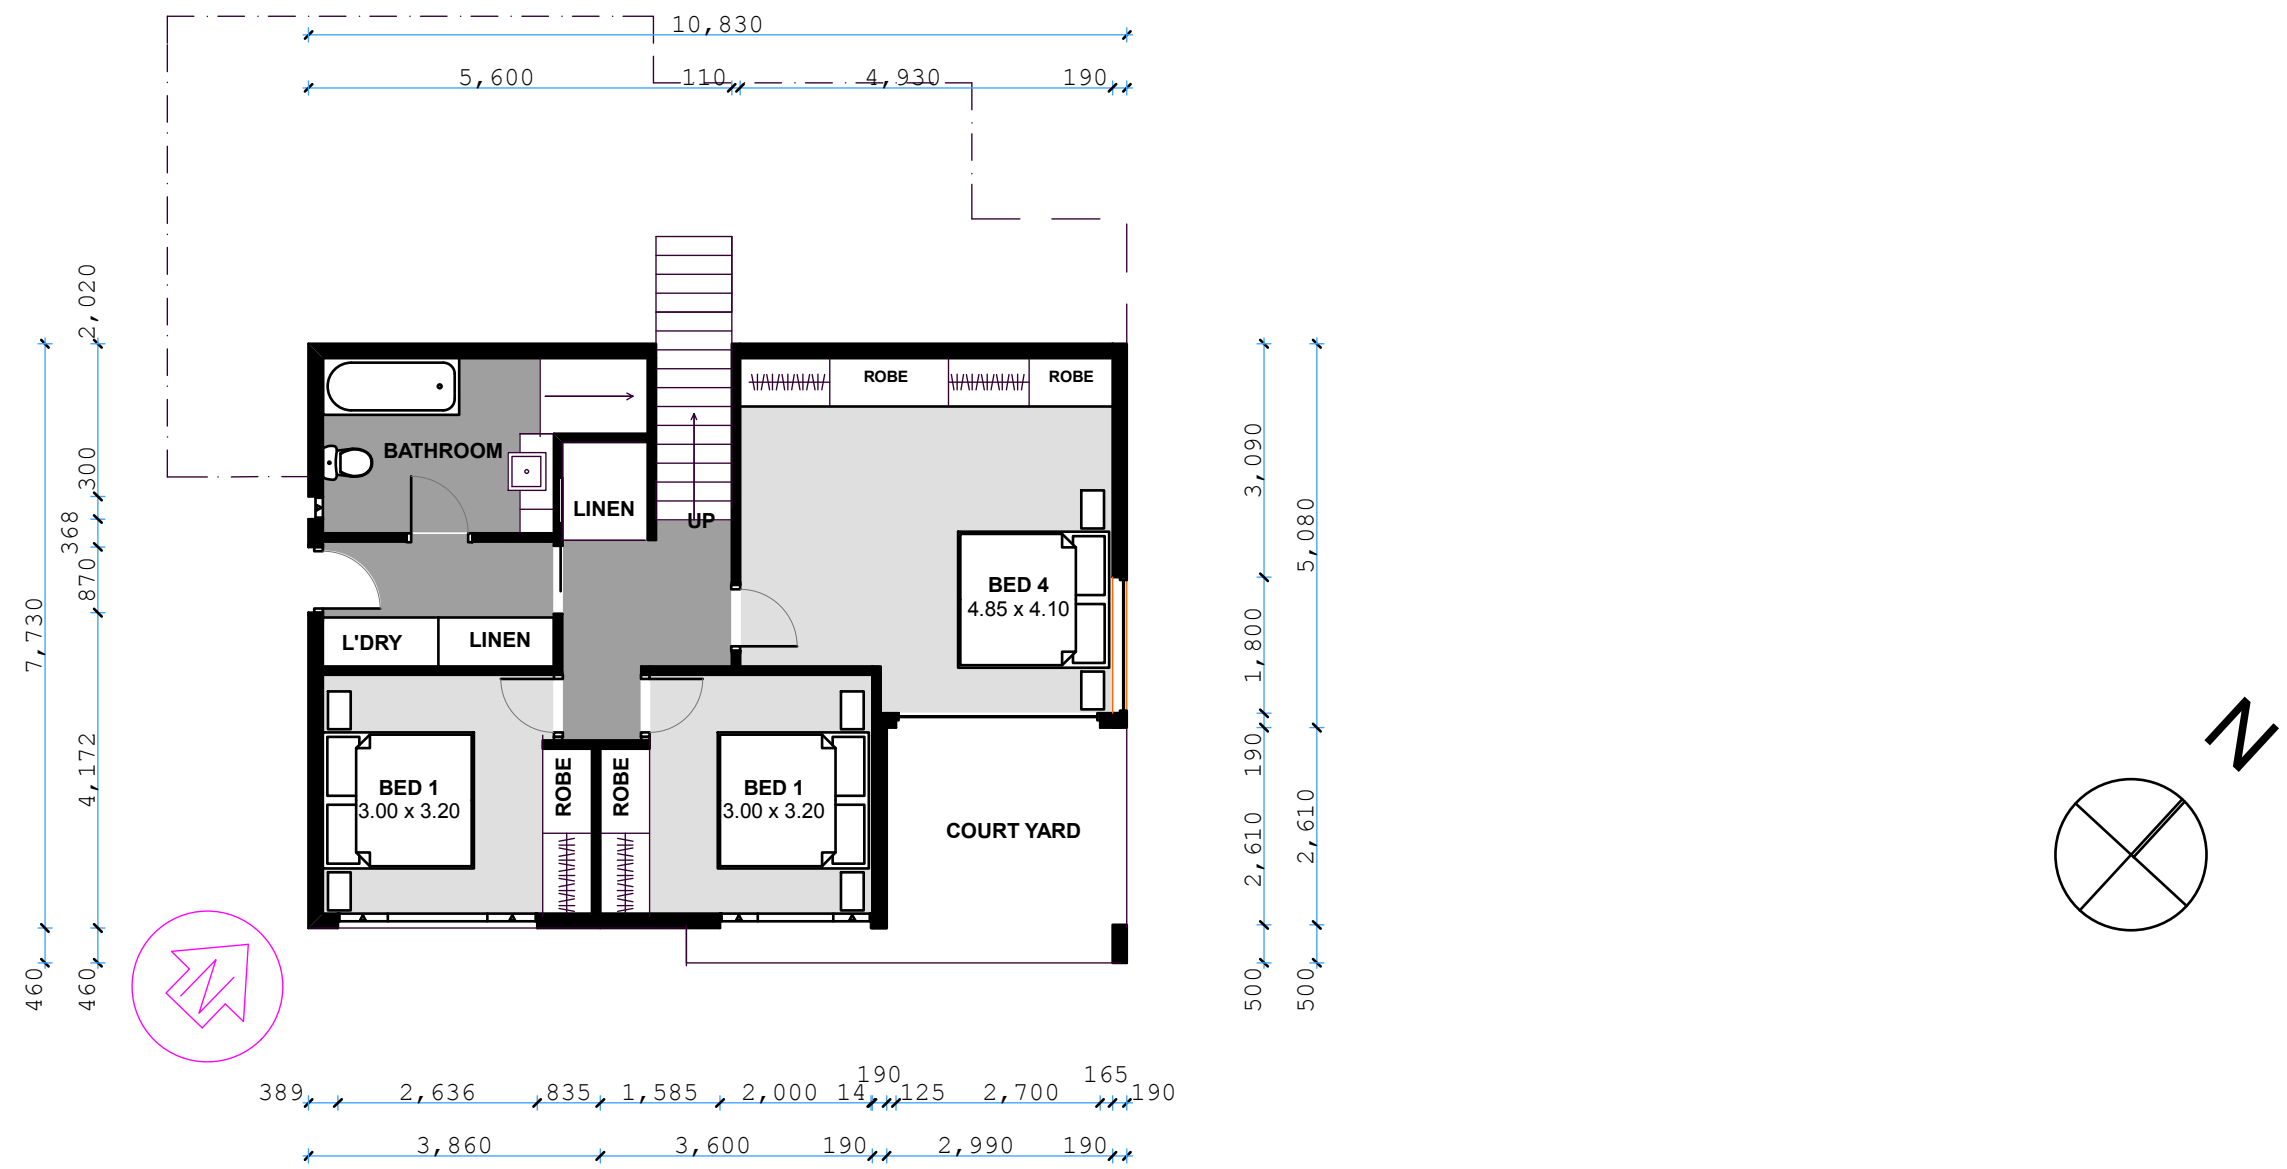 10,830
5,600 110 4,930 190
2,020
300
368
870
7,730
4,172
460
460
3,090
5,080
1,800
190
2,610
2,610
500
500
ROBE
ROBE
BATHROOM
LINEN
UP
BED 4
4.85 x 4.10
L'DRY
LINEN
BED 1
3.00 x 3.20
ROBE
ROBE
BED 1
3.00 x 3.20
COURT YARD
N
N
389 2,636 835 1,585 2,000 14 190 125 2,700 165 190
3,860 3,600 190 2,990 190